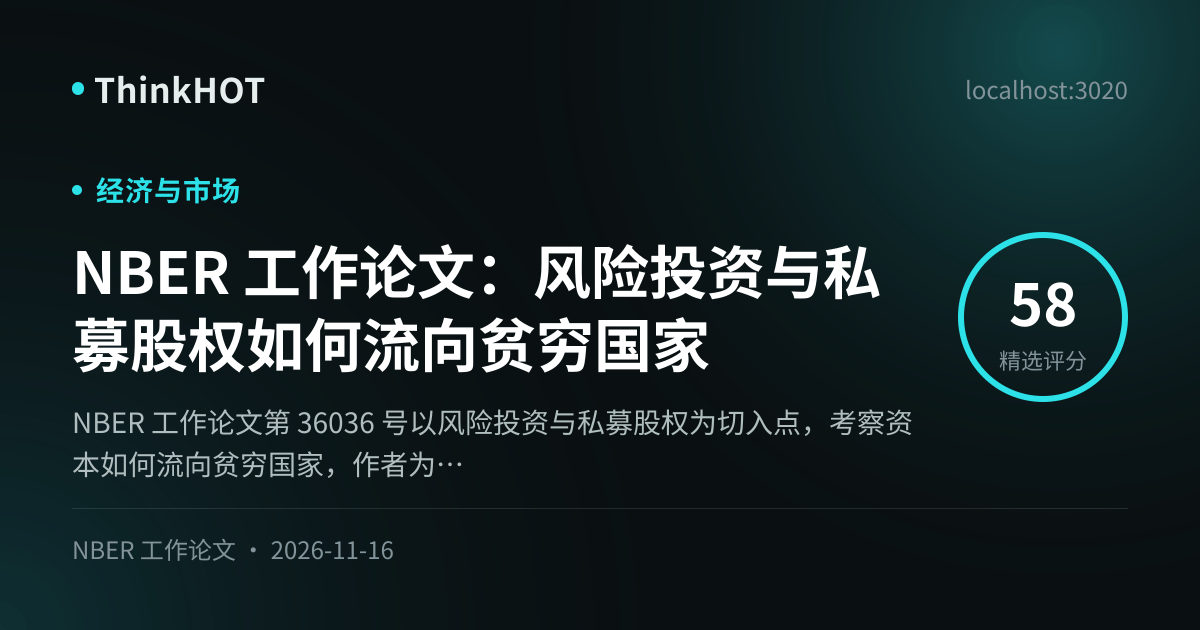 ThinkHOT
localhost:3020
经济与市场
NBER 工作论文：风险投资与私
募股权如何流向贫穷国家
58
精选评分
NBER 工作论文第 36036 号以风险投资与私募股权为切入点，考察资
本如何流向贫穷国家，作者为…
NBER 工作论文 · 2026-11-16